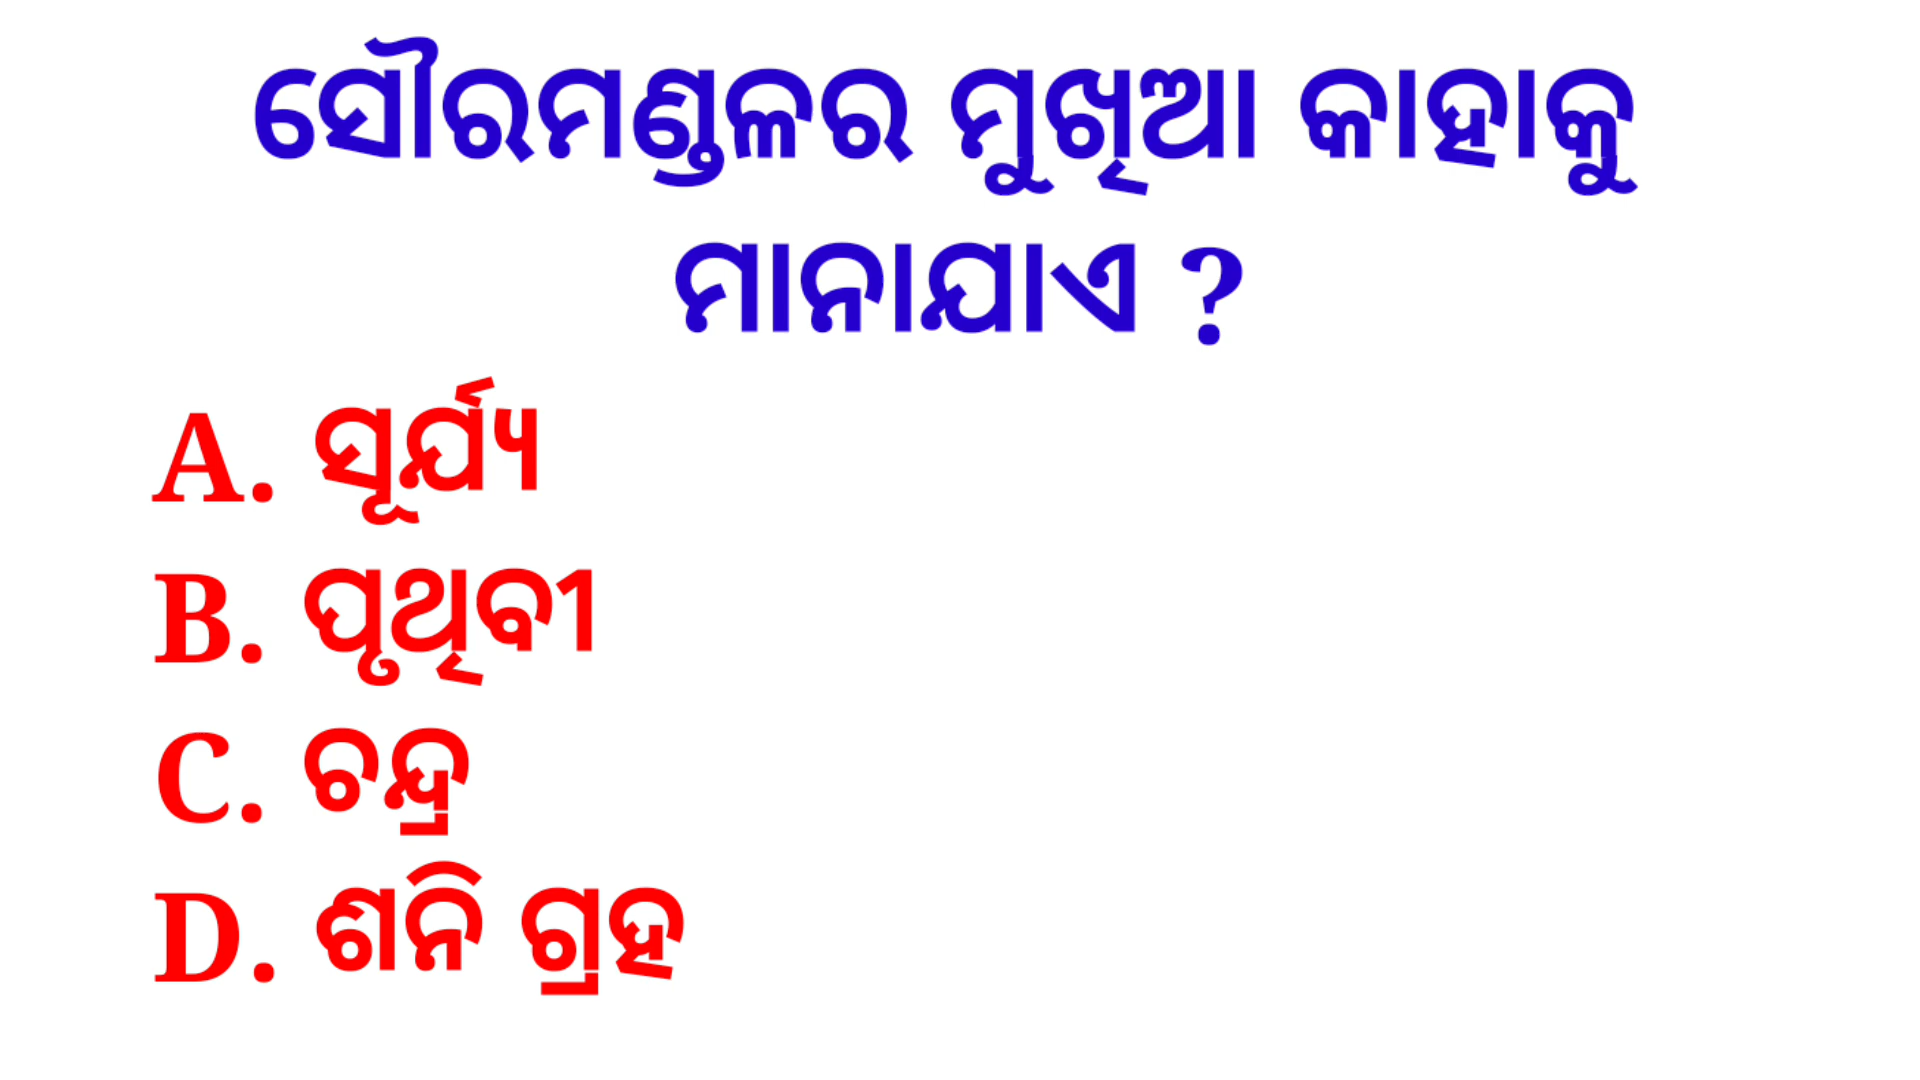 ସୌରମଣ୍ଡଳର ମୁଖିଆ କାହାକୁ
ମାନାଯାଏ ?
A. ସୂର୍ଯ୍ୟ
B. ପୃଥିବୀ
C. ଚନ୍ଦ୍ର
D. ଶନି ଗ୍ରହ